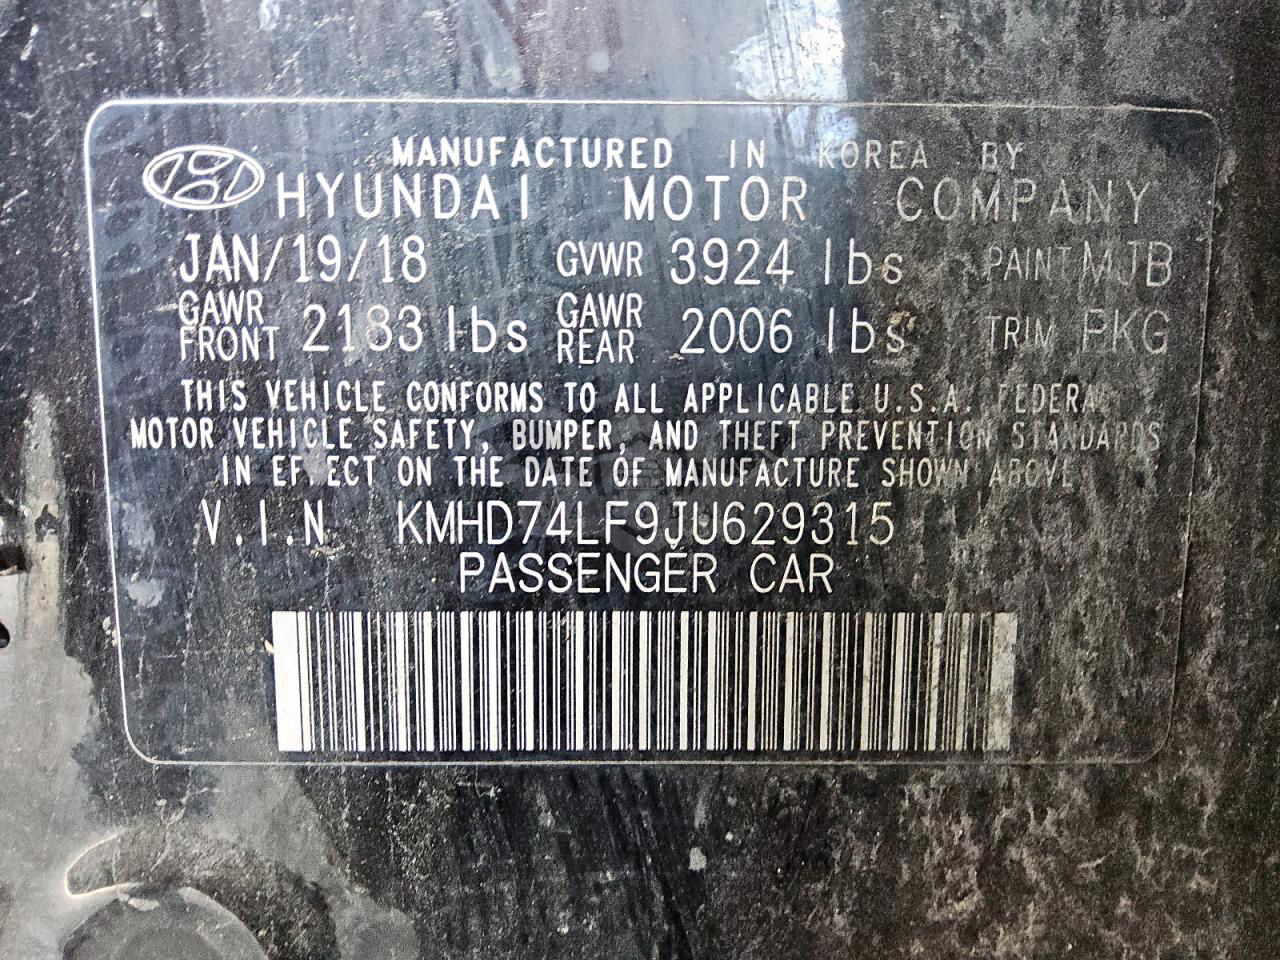 MANUFACTURED IN KOREA BY
HYUNDAI MOTOR COMPANY
JAN/19/18 GVWR 3924 lbs PAINT MJB
GAWR FRONT 2183 lbs GAWR REAR 2006 lbs TRIM PKG
THIS VEHICLE CONFORMS TO ALL APPLICABLE U.S.A. FEDERAL
MOTOR VEHICLE SAFETY, BUMPER, AND THEFT PREVENTION STANDARDS
IN EFFECT ON THE DATE OF MANUFACTURE SHOWN ABOVE
V.I.N KMHD74LF9JU629315
PASSENGER CAR